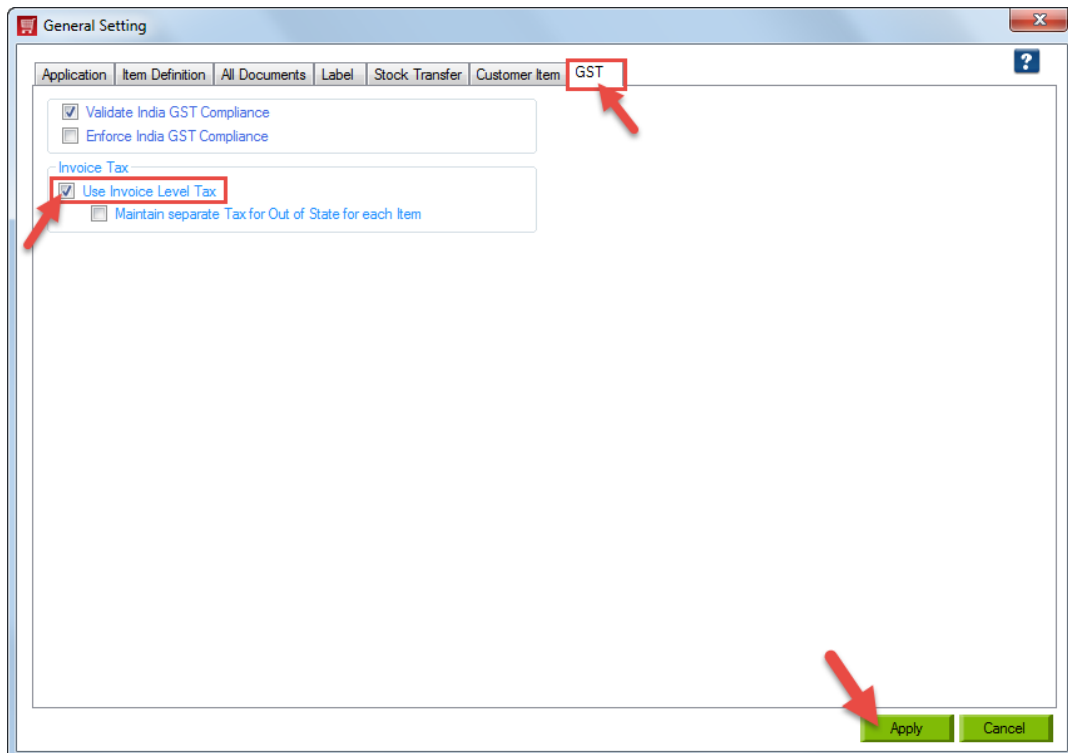 General Setting
X
?
Application Item Definition All Documents Label Stock Transfer Customer Item GST
Validate India GST Compliance
Enforce India GST Compliance
Invoice Tax
Use Invoice Level Tax
Maintain separate Tax for Out of State for each Item
Apply Cancel